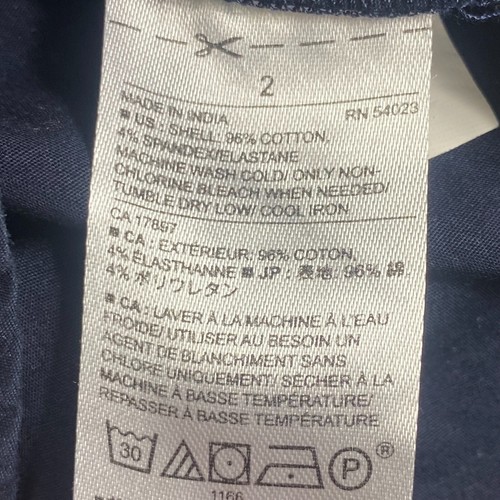 2
MADE IN INDIA RN 54023
■ US : SHELL: 96% COTTON,
4% SPANDEX/ELASTANE
MACHINE WASH COLD/ ONLY NON-
CHLORINE BLEACH WHEN NEEDED/
TUMBLE DRY LOW/ COOL IRON
CA 17897
■ CA : EXTÉRIEUR: 96% COTON,
4% ÉLASTHANNE ■ JP : 表地: 96% 綿,
4% ポリウレタン
■ CA : LAVER À LA MACHINE À L'EAU
FROIDE/ UTILISER AU BESOIN UN
AGENT DE BLANCHIMENT SANS
CHLORE UNIQUEMENT/ SÉCHER À LA
MACHINE À BASSE TEMPÉRATURE/
REPASSER À BASSE TEMPÉRATURE
30 P ®
1166